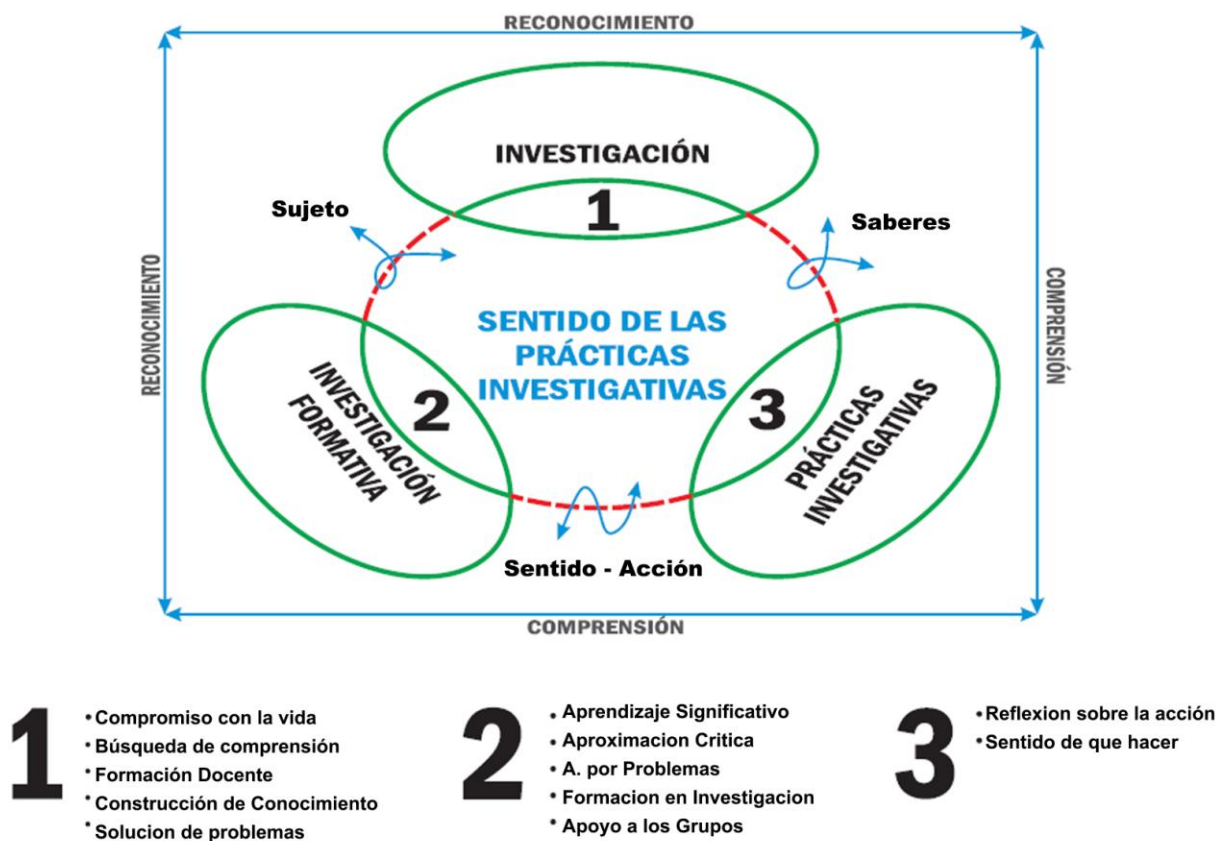 RECONOCIMIENTO
INVESTIGACIÓN
1
Sujeto
Saberes
RECONOCIMIENTO
COMPRENSIÓN
SENTIDO DE LAS
PRÁCTICAS
INVESTIGATIVAS
INVESTIGACIÓN
FORMATIVA
2
3
PRÁCTICAS
INVESTIGATIVAS
Sentido - Acción
COMPRENSIÓN
1
• Compromiso con la vida
• Búsqueda de comprensión
• Formación Docente
• Construcción de Conocimiento
• Solucion de problemas
2
• Aprendizaje Significativo
• Aproximacion Critica
• A. por Problemas
• Formacion en Investigacion
• Apoyo a los Grupos
3
• Reflexion sobre la acción
• Sentido de que hacer